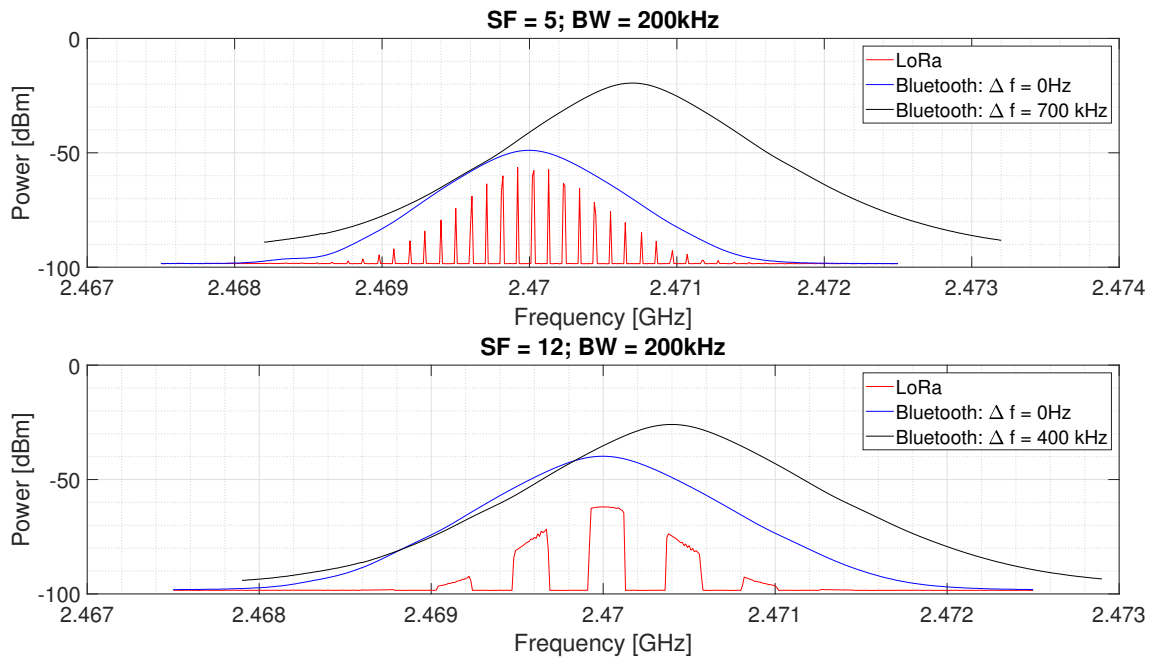 SF = 5; BW = 200kHz
0
-50
-100
Power [dBm]
LoRa
Bluetooth: Δ f = 0Hz
Bluetooth: Δ f = 700 kHz
2.467 2.468 2.469 2.47 2.471 2.472 2.473 2.474
Frequency [GHz]
SF = 12; BW = 200kHz
0
-50
-100
Power [dBm]
LoRa
Bluetooth: Δ f = 0Hz
Bluetooth: Δ f = 400 kHz
2.467 2.468 2.469 2.47 2.471 2.472 2.473
Frequency [GHz]